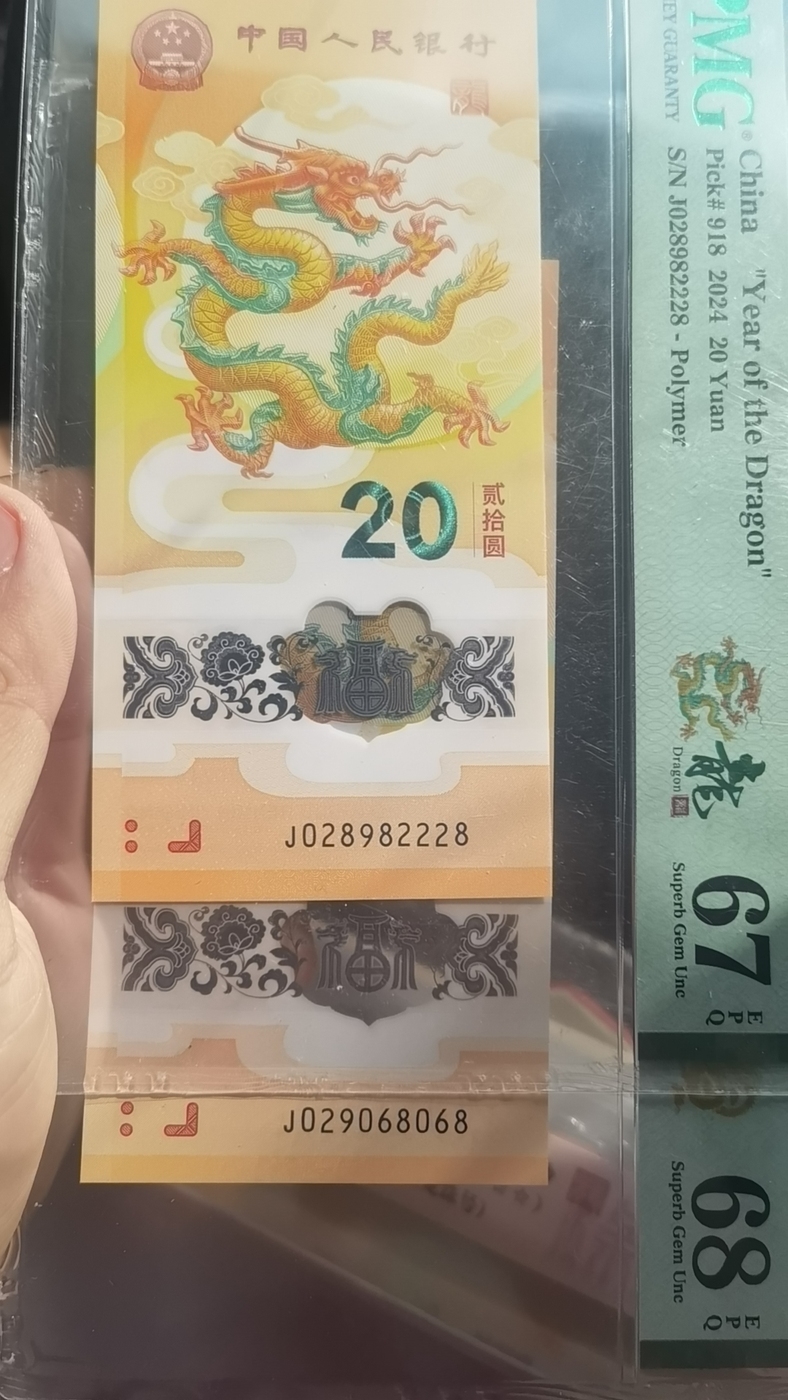 中国人民银行
20
贰拾圆
J028982228
J029068068
PMG
EY GUARANTY
China "Year of the Dragon"
Pick# 918 2024 20 Yuan
S/N J028982228 - Polymer
龍
Dragon
67 EPQ
Superb Gem Unc
68 EPQ
Superb Gem Unc